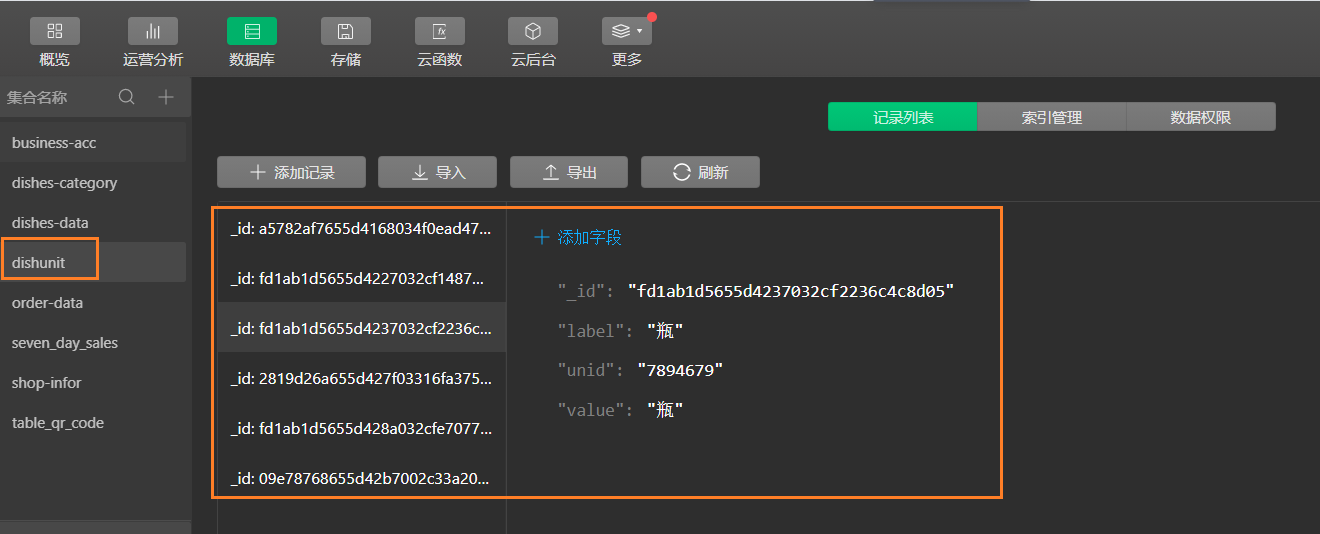 概览 运营分析 数据库 存储 云函数 云后台 更多
集合名称
business-acc
dishes-category
dishes-data
dishunit
order-data
seven_day_sales
shop-infor
table_qr_code
记录列表 索引管理 数据权限
添加记录 导入 导出 刷新
_id: a5782af7655d4168034f0ead47...
_id: fd1ab1d5655d4227032cf1487...
_id: fd1ab1d5655d4237032cf2236c...
_id: 2819d26a655d427f03316fa375...
_id: fd1ab1d5655d428a032cfe7077...
_id: 09e78768655d42b7002c33a20...
添加字段
"_id": "fd1ab1d5655d4237032cf2236c4c8d05"
"label": "瓶"
"unid": "7894679"
"value": "瓶"